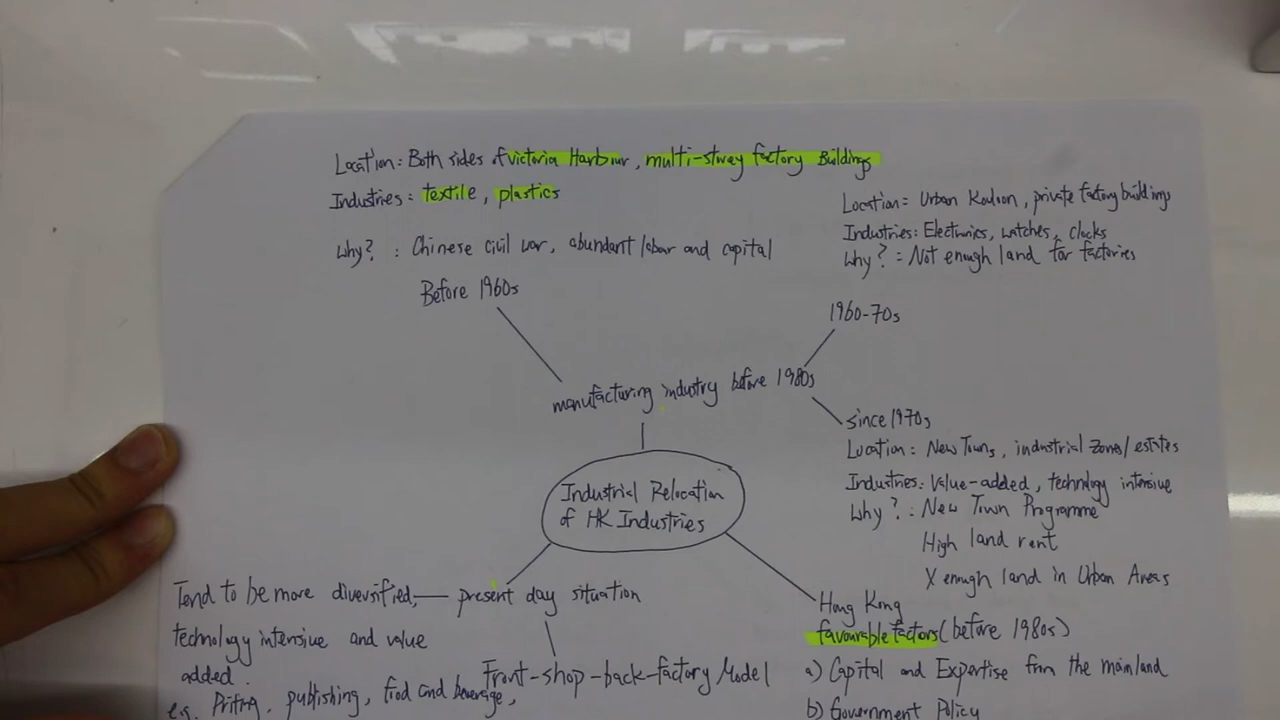 Location: Both sides of Victoria Harbour, multi-storey factory Buildings
Industries: textile, plastics
Why? : Chinese civil war, abundant labor and capital
Before 1960s
Location: Urban Kowloon, private factory buildings
Industries: Electronics, watches, clocks
Why? : Not enough land for factories
1960-70s
manufacturing industry before 1980s
since 1970s
Location: New Towns, industrial zones/estates
Industries: Value-added, technology intensive
Why? : New Town Programme
High land rent
X enough land in Urban Areas
Industrial Relocation
of HK Industries
Tend to be more diversified,
technology intensive and value
added.
e.g. Priting, publishing, food and beverage,
present day situation
Front-shop-back-factory Model
Hong Kong
favourable factors (before 1980s)
a) Capital and Expertise from the mainland
b) Government Policy